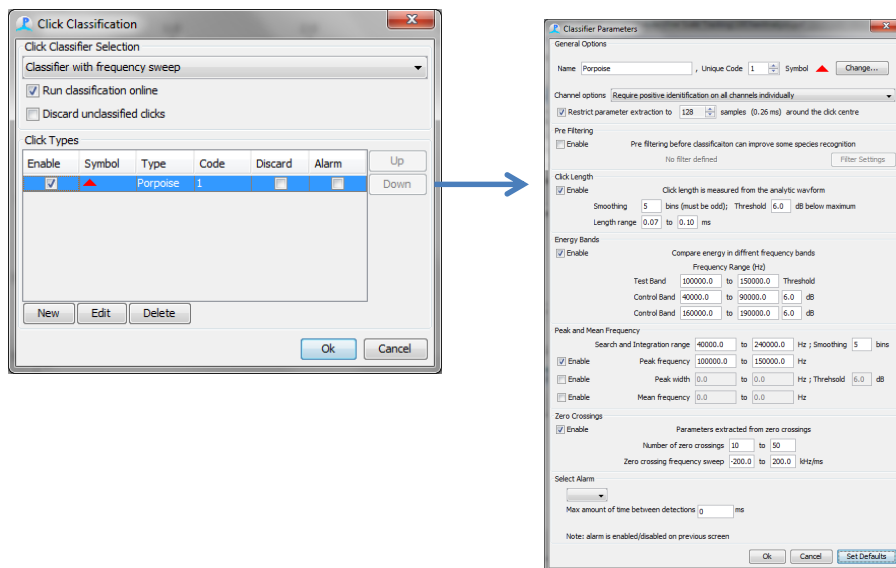 Click Classification
Click Classifier Selection
Classifier with frequency sweep
Run classification online
Discard unclassified clicks
Click Types
Enable Symbol Type Code Discard Alarm
Porpoise 1
Up
Down
New Edit Delete
Ok Cancel
Classifier Parameters
General Options
Name Porpoise , Unique Code 1 Symbol Change...
Channel options Require positive idenitification on all channels individually
Restrict parameter extraction to 128 samples (0.26 ms) around the click centre
Pre Filtering
Enable Pre filtering before classificaiton can improve some species recognition
No filter defined Filter Settings
Click Length
Enable Click length is measured from the analytic wavform
Smoothing 5 bins (must be odd); Threshold 6.0 dB below maximum
Length range 0.07 to 0.10 ms
Energy Bands
Enable Compare energy in diffrent frequency bands
Frequency Range (Hz)
Test Band 100000.0 to 150000.0 Threshold
Control Band 40000.0 to 90000.0 6.0 dB
Control Band 160000.0 to 190000.0 6.0 dB
Peak and Mean Frequency
Search and Integration range 40000.0 to 240000.0 Hz ; Smoothing 5 bins
Enable Peak frequency 100000.0 to 150000.0 Hz
Enable Peak width 0.0 to 0.0 Hz ; Threhsold 6.0 dB
Enable Mean frequency 0.0 to 0.0 Hz
Zero Crossings
Enable Parameters extracted from zero crossings
Number of zero crossings 10 to 50
Zero crossing frequency sweep -200.0 to 200.0 kHz/ms
Select Alarm
Max amount of time between detections 0 ms
Note: alarm is enabled/disabled on previous screen
Ok Cancel Set Defaults